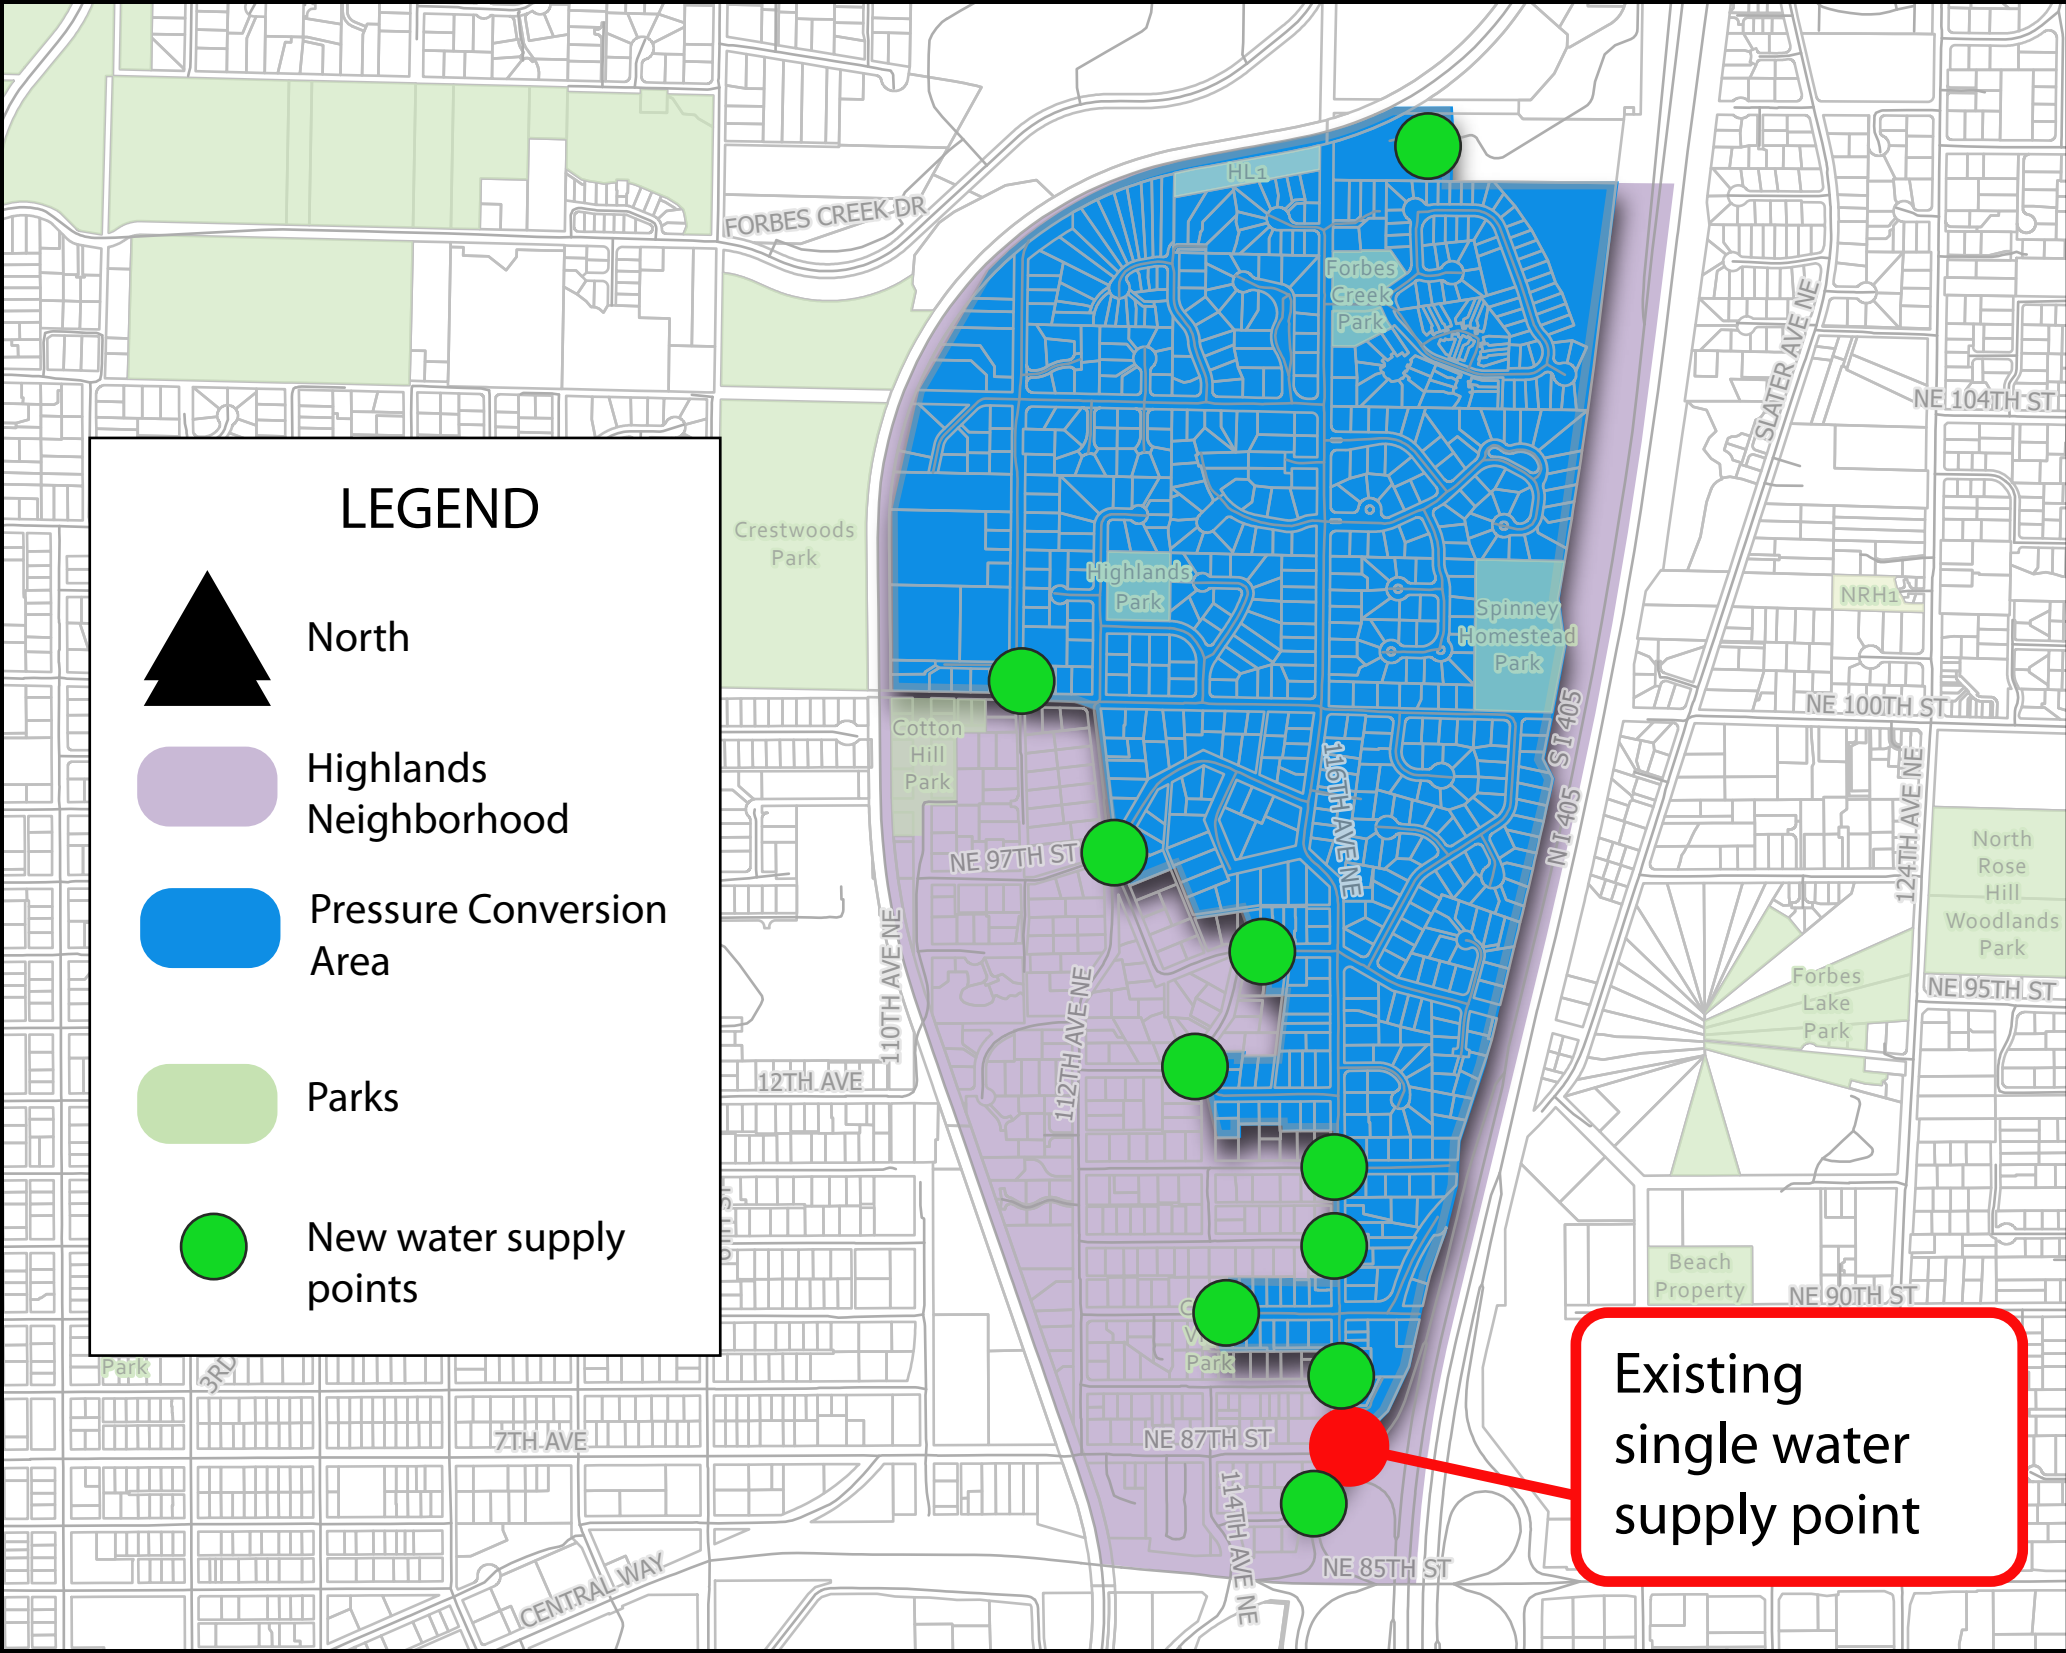 HL1
FORBES CREEK DR
Forbes
Creek
Park
SLATER AVE NE
NE 104TH ST
LEGEND
North
Highlands
Neighborhood
Pressure Conversion
Area
Parks
New water supply
points
Crestwoods
Park
Highlands
Park
Spinney
Homestead
Park
NRH1
NE 100TH ST
S I 405
N I 405
116TH AVE NE
124TH AVE NE
Cotton
Hill
Park
NE 97TH ST
110TH AVE NE
112TH AVE NE
12TH AVE
North
Rose
Hill
Woodlands
Park
NE 95TH ST
Forbes
Lake
Park
Beach
Property
NE 90TH ST
Park
Park
3RD
7TH AVE
NE 87TH ST
114TH AVE NE
NE 85TH ST
CENTRAL WAY
Existing
single water
supply point